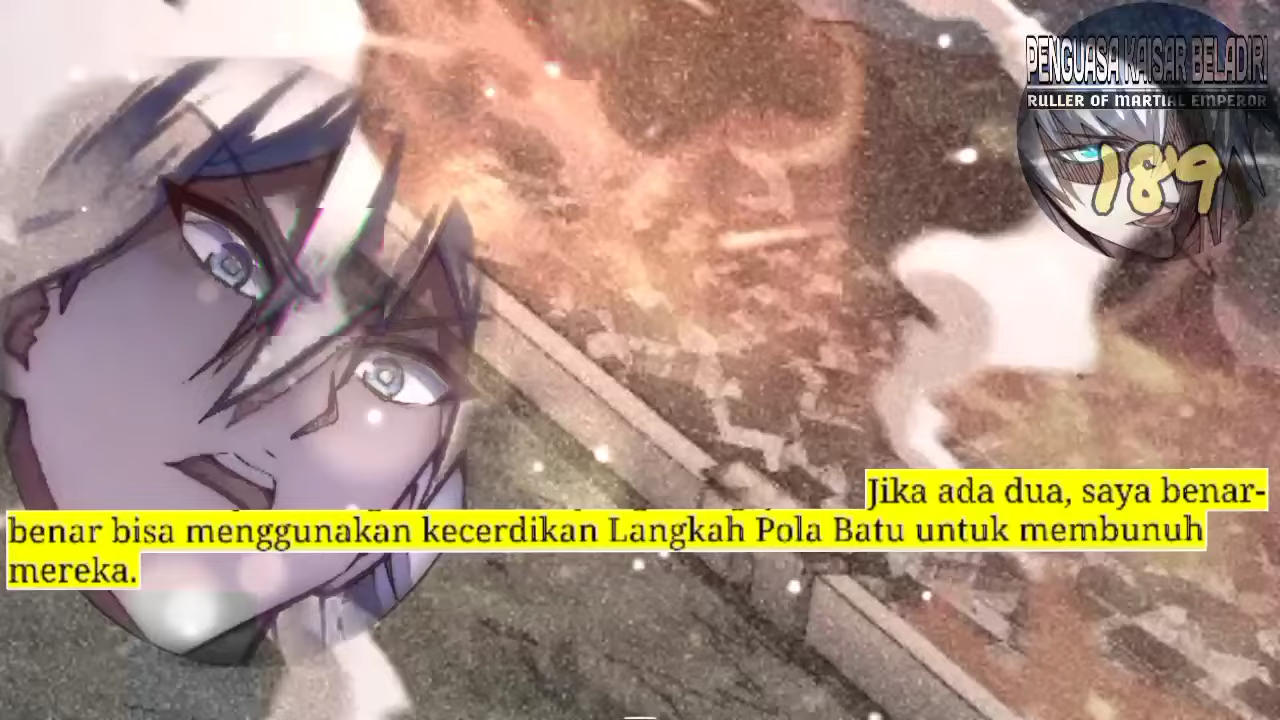 PENGUASA KAISAR BELADIRI
RULLER OF MARTIAL EMPEROR
189
Jika ada dua, saya benar-
benar bisa menggunakan kecerdikan Langkah Pola Batu untuk membunuh
mereka.